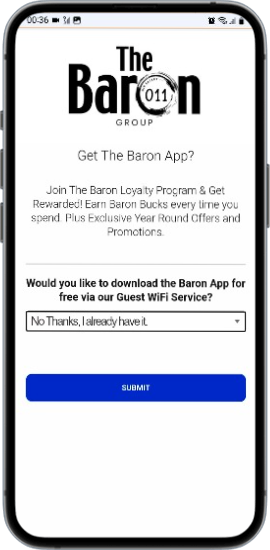 00:36
The
Baron
011
GROUP
Get The Baron App?
Join The Baron Loyalty Program & Get
Rewarded! Earn Baron Bucks every time you
spend. Plus Exclusive Year Round Offers and
Promotions.
Would you like to download the Baron App for
free via our Guest WiFi Service?
No Thanks, I already have it.
SUBMIT